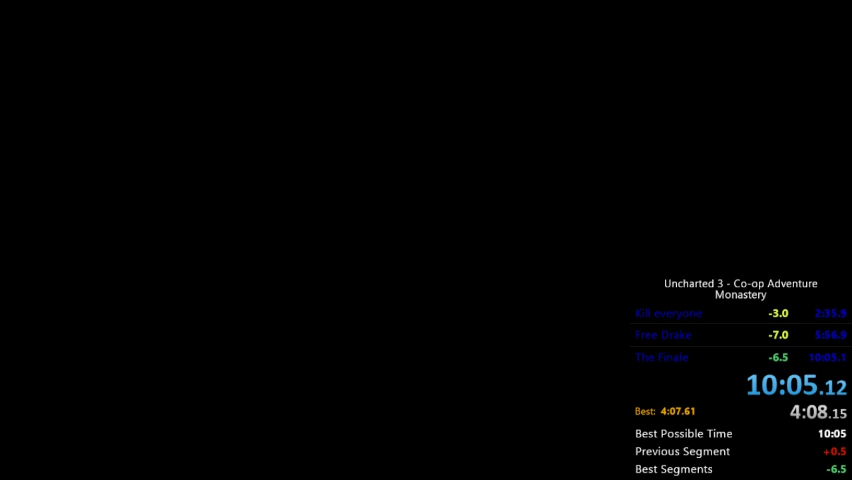 Uncharted 3 - Co-op Adventure
Monastery
Kill everyone -3.0 2:35.9
Free Drake -7.0 5:56.9
The Finale -6.5 10:05.1
10:05.12
Best: 4:07.61 4:08.15
Best Possible Time 10:05
Previous Segment +0.5
Best Segments -6.5